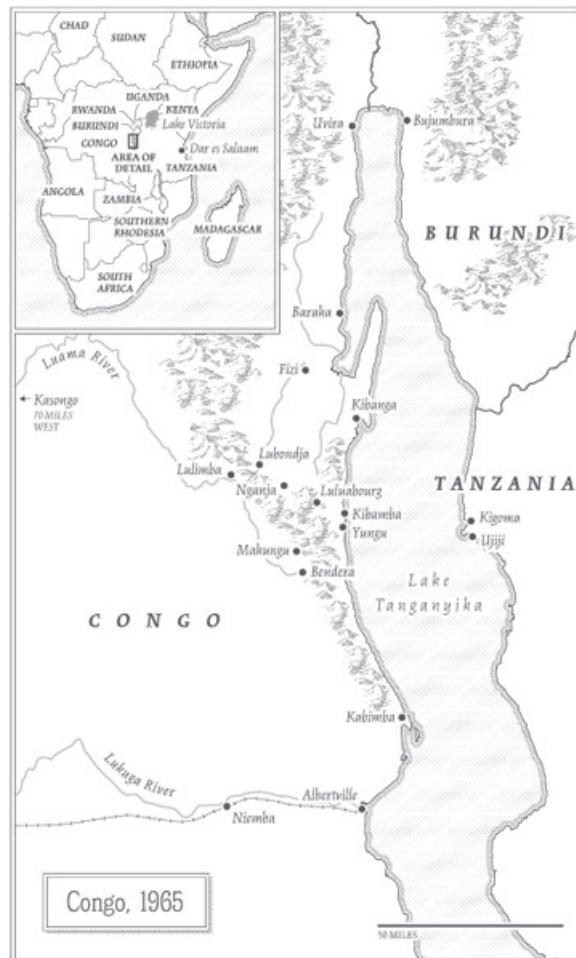 CHAD
SUDAN
ETHIOPIA
UGANDA
RWANDA
KENYA
BURUNDI
Lake Victoria
CONGO
Dar es Salaam
AREA OF
DETAIL
TANZANIA
ANGOLA
ZAMBIA
SOUTHERN
RHODESIA
MADAGASCAR
SOUTH
AFRICA
Uvira
Bujumbura
BURUNDI
Baraka
Luama River
Fizi
Kasongo
70 MILES
WEST
Kibanga
Lubondja
Lulimba
Nganja
Luluabourg
TANZANIA
Kibamba
Kigoma
Yungu
Ujiji
Makungu
Bendera
Lake
Tanganyika
CONGO
Kabimba
Lukuga River
Albertville
Niemba
Congo, 1965
50 MILES